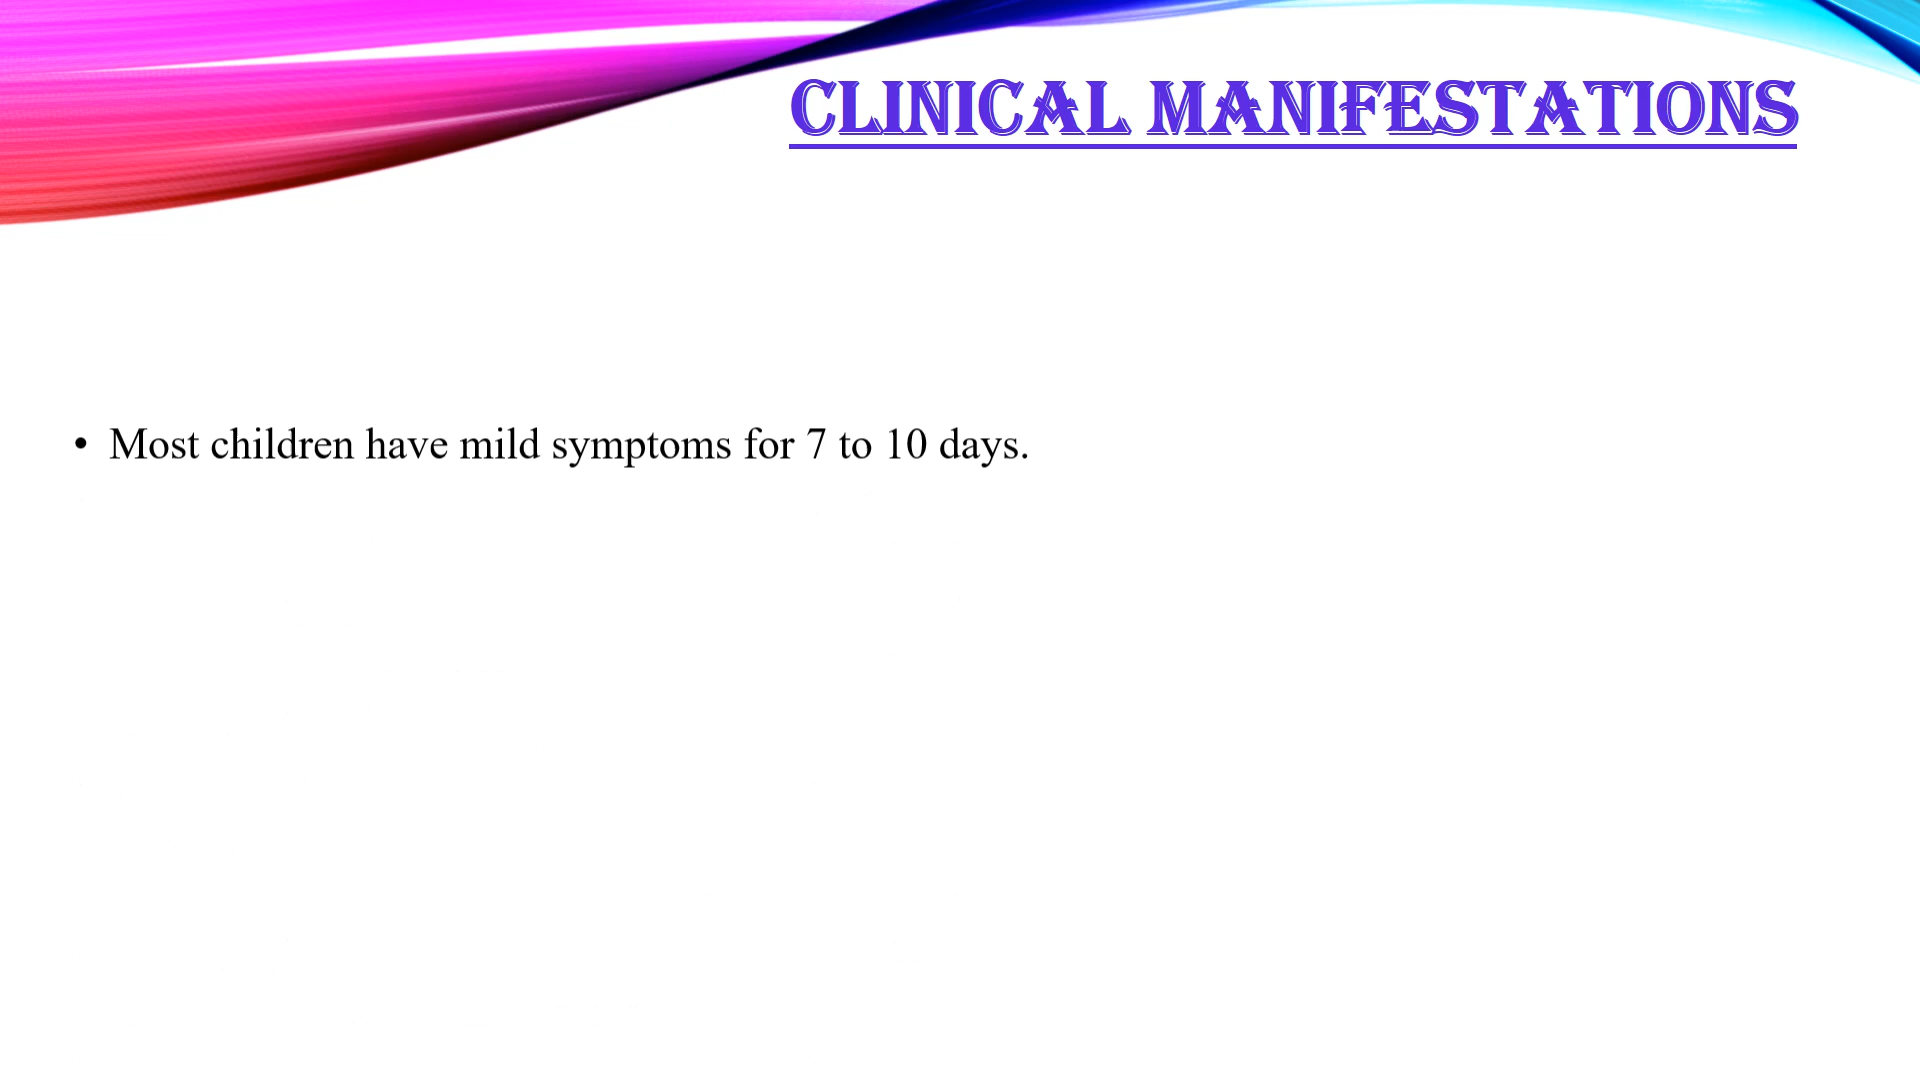 CLINICAL MANIFESTATIONS
• Most children have mild symptoms for 7 to 10 days.